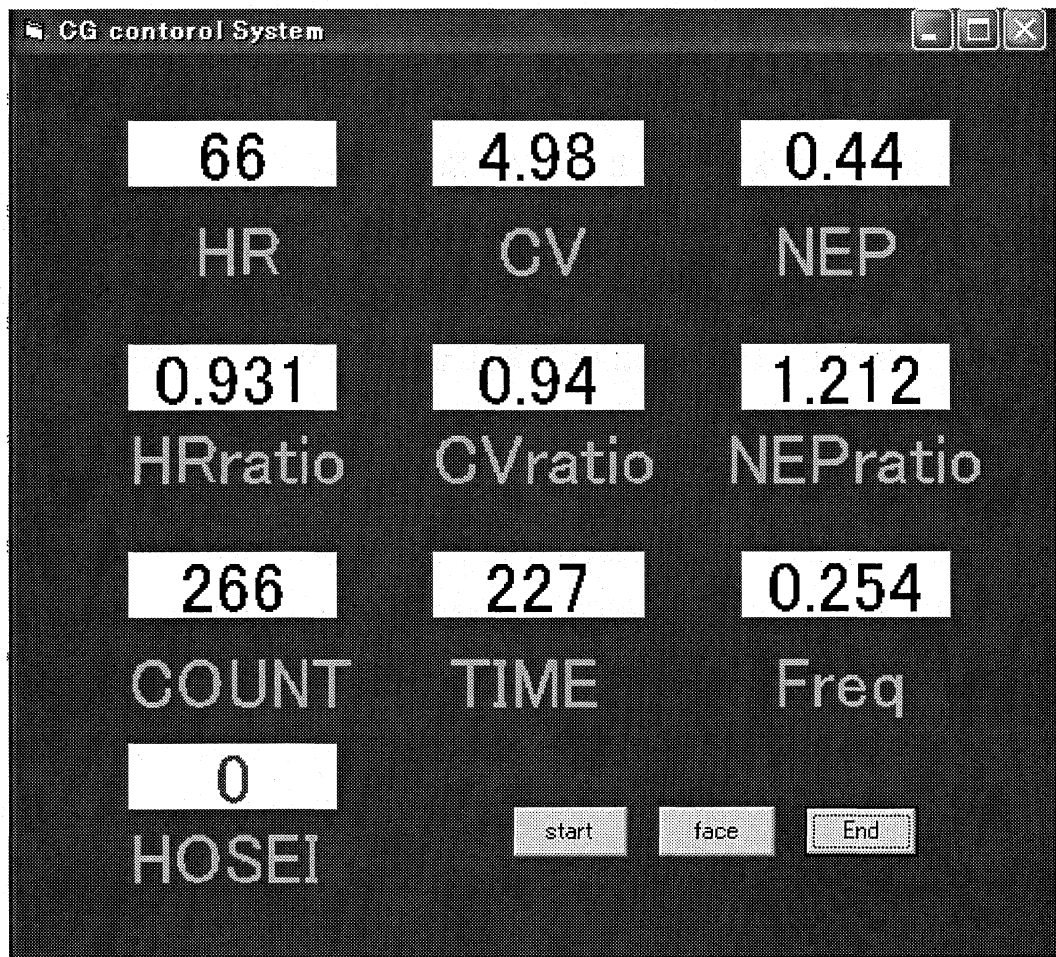 CG contorol System
66 4.98 0.44
HR CV NEP
0.931 0.94 1.212
HRratio CVratio NEPratio
266 227 0.254
COUNT TIME Freq
0
start face End
HOSEI